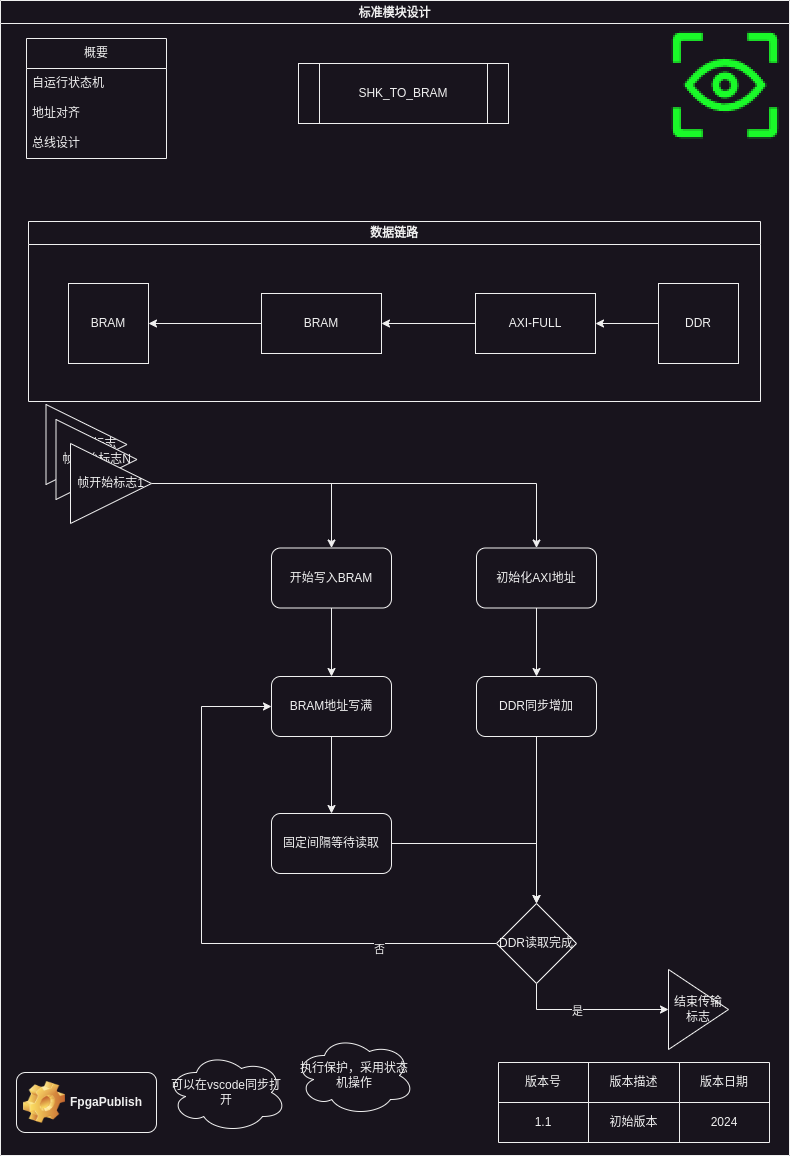 标准模块设计
概要
自运行状态机
地址对齐
总线设计
SHK_TO_BRAM
数据链路
BRAM
BRAM
AXI-FULL
DDR
标志
帧 始标志N
帧开始标志1
开始写入BRAM
初始化AXI地址
BRAM地址写满
DDR同步增加
固定间隔等待读取
DDR读取完成
否
是
结束传输
标志
可以在vscode同步打
开
执行保护，采用状态
机操作
FpgaPublish
版本号
版本描述
版本日期
1.1
初始版本
2024